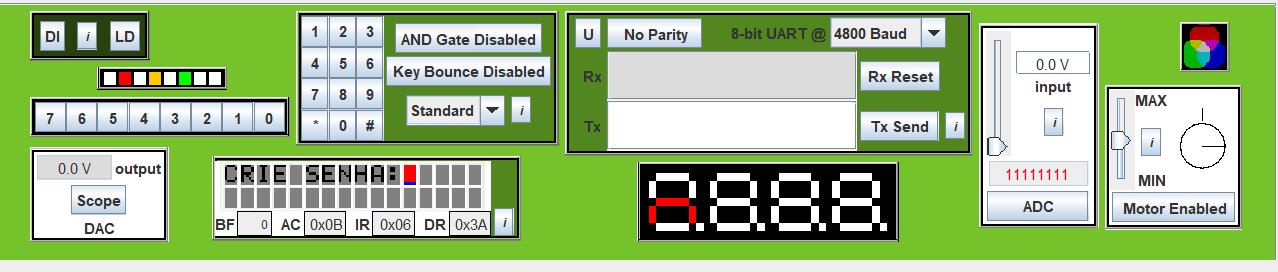 DI i LD
7 6 5 4 3 2 1 0
0.0 V output
Scope
DAC
1 2 3
4 5 6
7 8 9
* 0 #
AND Gate Disabled
Key Bounce Disabled
Standard i
CRIE SENHA:
BF 0 AC 0x0B IR 0x06 DR 0x3A i
U No Parity 8-bit UART @ 4800 Baud
Rx Rx Reset
Tx Tx Send i
0.0 V
input
i
11111111
ADC
MAX
i
MIN
Motor Enabled